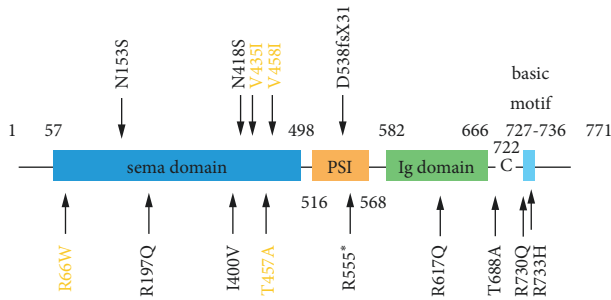 N153S
N418S
V435I
V458I
D538fsX31
basic
motif
1
57
498
582
666
727-736
771
722
sema domain
PSI
Ig domain
C
516
568
R66W
R197Q
I400V
T457A
R555*
R617Q
T688A
R730Q
R733H